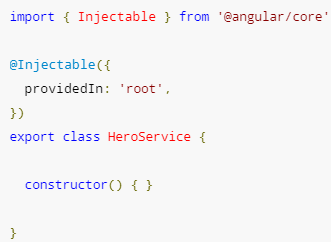 import { Injectable } from '@angular/core'
@Injectable({
providedIn: 'root',
})
export class HeroService {
constructor() { }
}